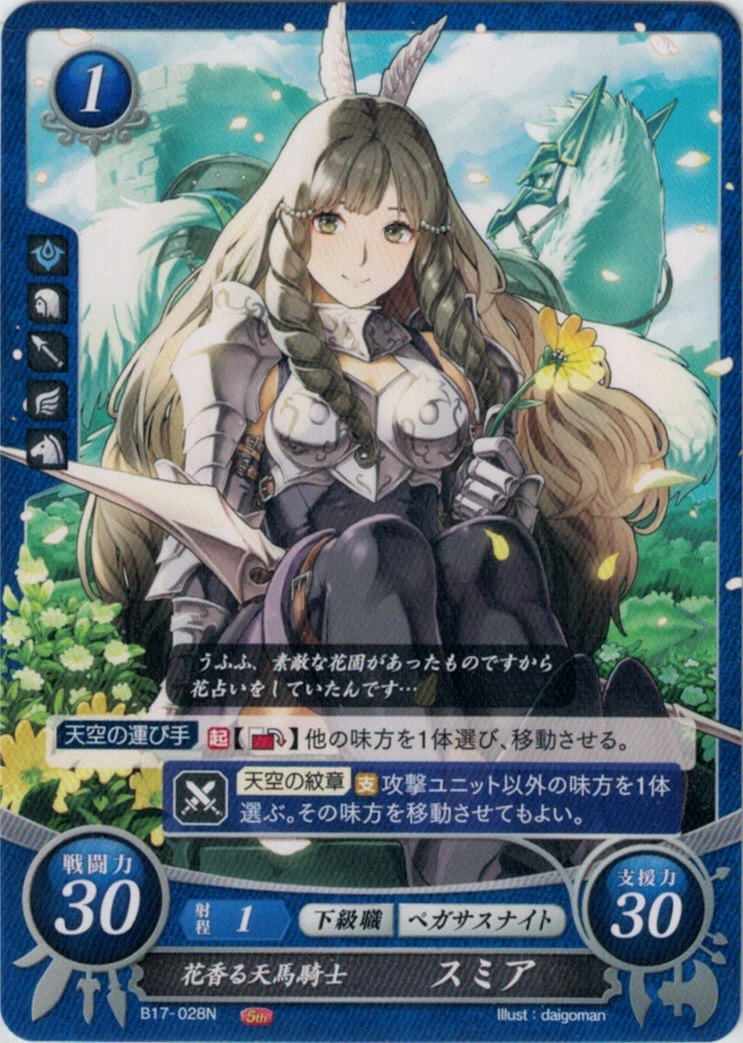 1
うふふ、素敵な花園があったものですから
花占いをしていたんです…
天空の運び手 起【 】他の味方を1体選び、移動させる。
天空の紋章 支 攻撃ユニット以外の味方を1体
選ぶ。その味方を移動させてもよい。
戦闘力
30
射程 1
下級職
ペガサスナイト
支援力
30
花香る天馬騎士 スミア
B17-028N 5th
Illust : daigoman